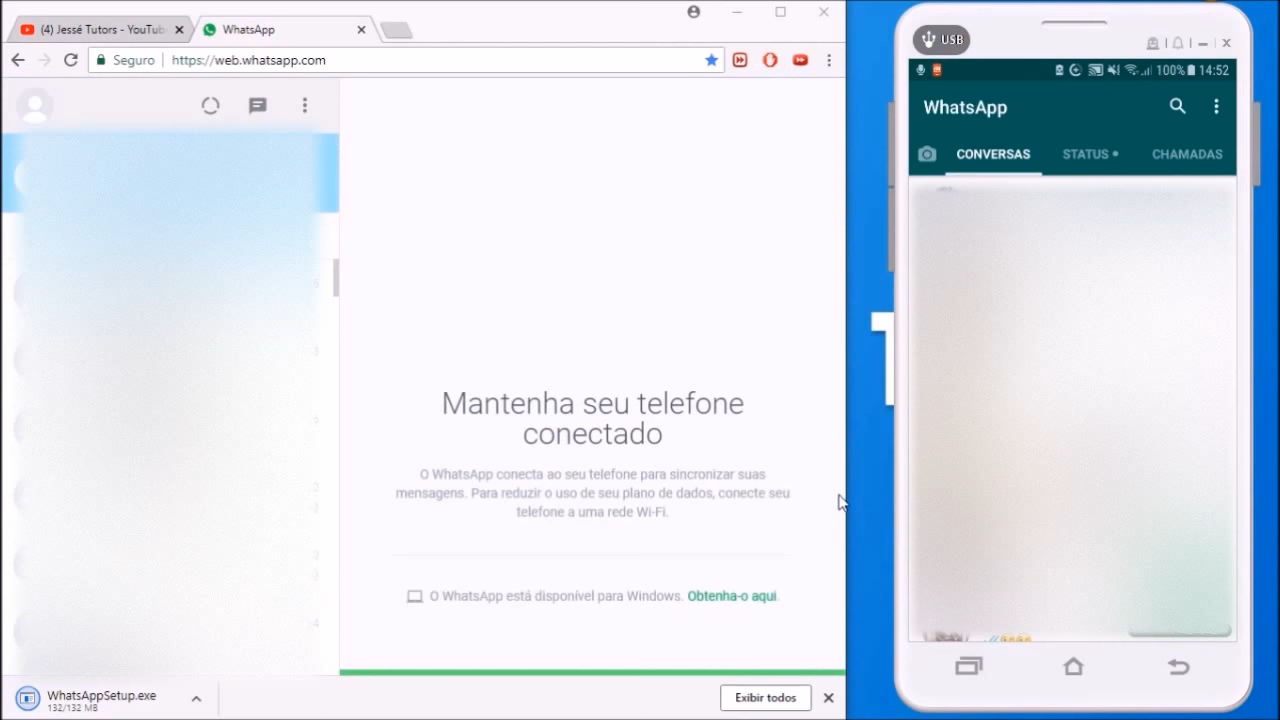 (4) Jessé Tutors - YouTub
WhatsApp
Seguro
https://web.whatsapp.com
Mantenha seu telefone
conectado
O WhatsApp conecta ao seu telefone para sincronizar suas
mensagens. Para reduzir o uso de seu plano de dados, conecte seu
telefone a uma rede Wi-Fi.
O WhatsApp está disponível para Windows. Obtenha-o aqui.
WhatsAppSetup.exe
132/132 MB
Exibir todos
USB
100% 14:52
WhatsApp
CONVERSAS STATUS • CHAMADAS